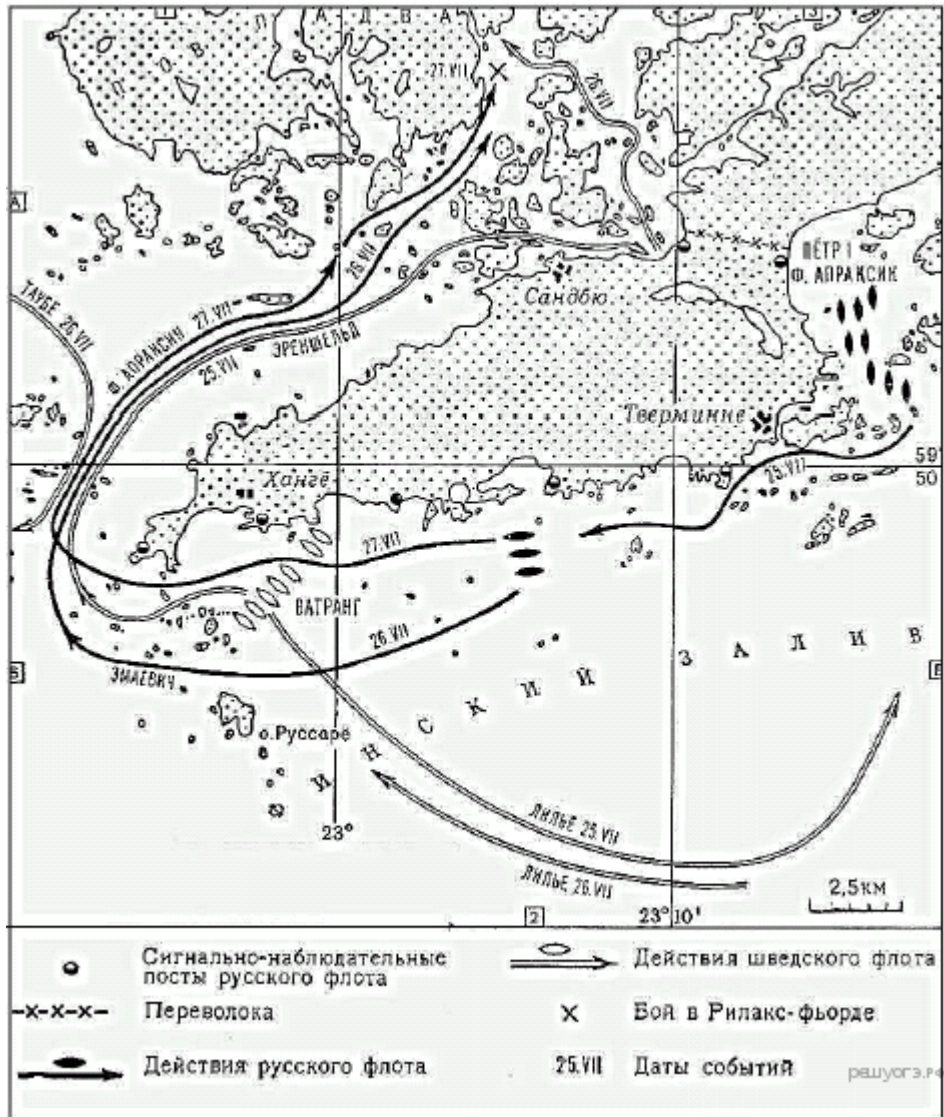 1
3
П А Д В А
27.VII
26.VII
А
ПЁТР I
Ф. АПРАКСИН
ТАУБЕ 26.VII
Сандбю
26.VII
Ф. АПРАКСИН 27.VII
ЭРЕНШЕЛЬД
25.VII
Тверминне
59°
50
Ханге
25.VII
27.VII
ВАТРАНГ
26.VII
З А Л И В
Б
Б
ЗМАЕВИЧ
И Н С К И Й
о.Руссарё
ЛИЛЬЕ 25.VII
23°
ЛИЛЬЕ 26.VII
2,5км
2
23°10'
Сигнально-наблюдательные
посты русского флота
Действия шведского флота
Переволока
Бой в Рилакс-фьорде
Действия русского флота
25.VII
Даты событий
решуогэ.рф